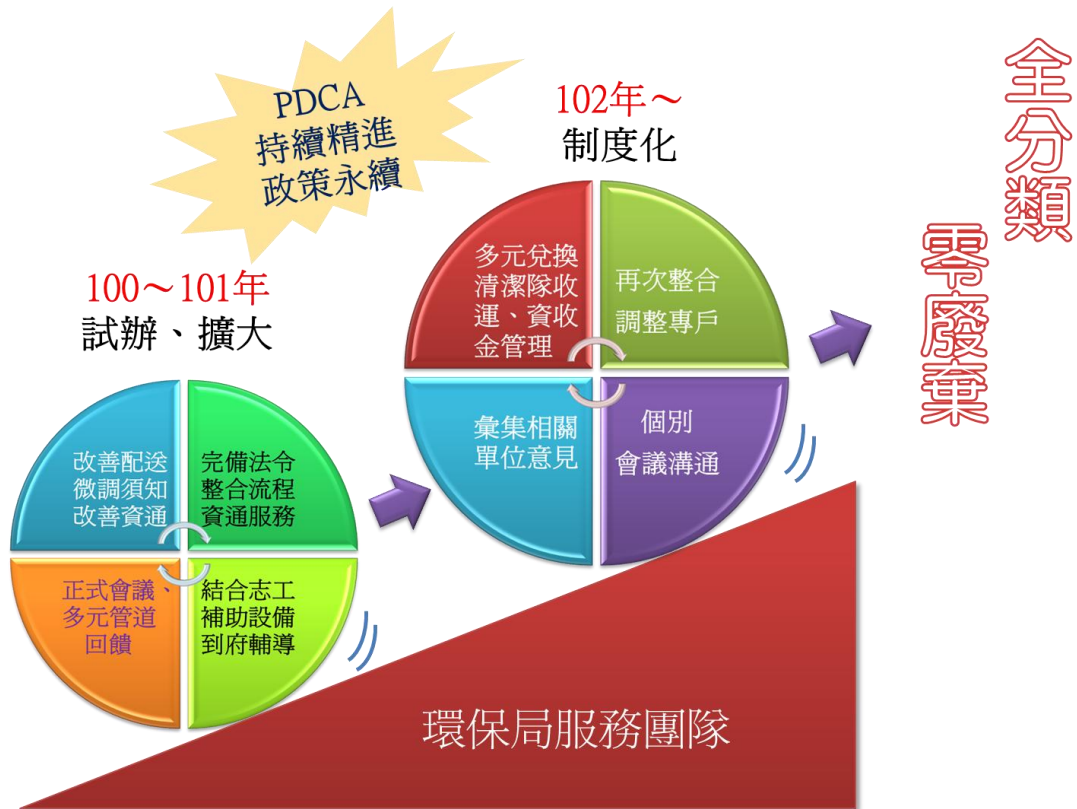 PDCA
持續精進
政策永續
102年～
制度化
全分類
零廢棄
多元兌換
清潔隊收
運、資收
金管理
再次整合
調整專戶
彙集相關
單位意見
個別
會議溝通
100～101年
試辦、擴大
改善配送
微調須知
改善資通
完備法令
整合流程
資通服務
正式會議、
多元管道
回饋
結合志工
補助設備
到府輔導
環保局服務團隊